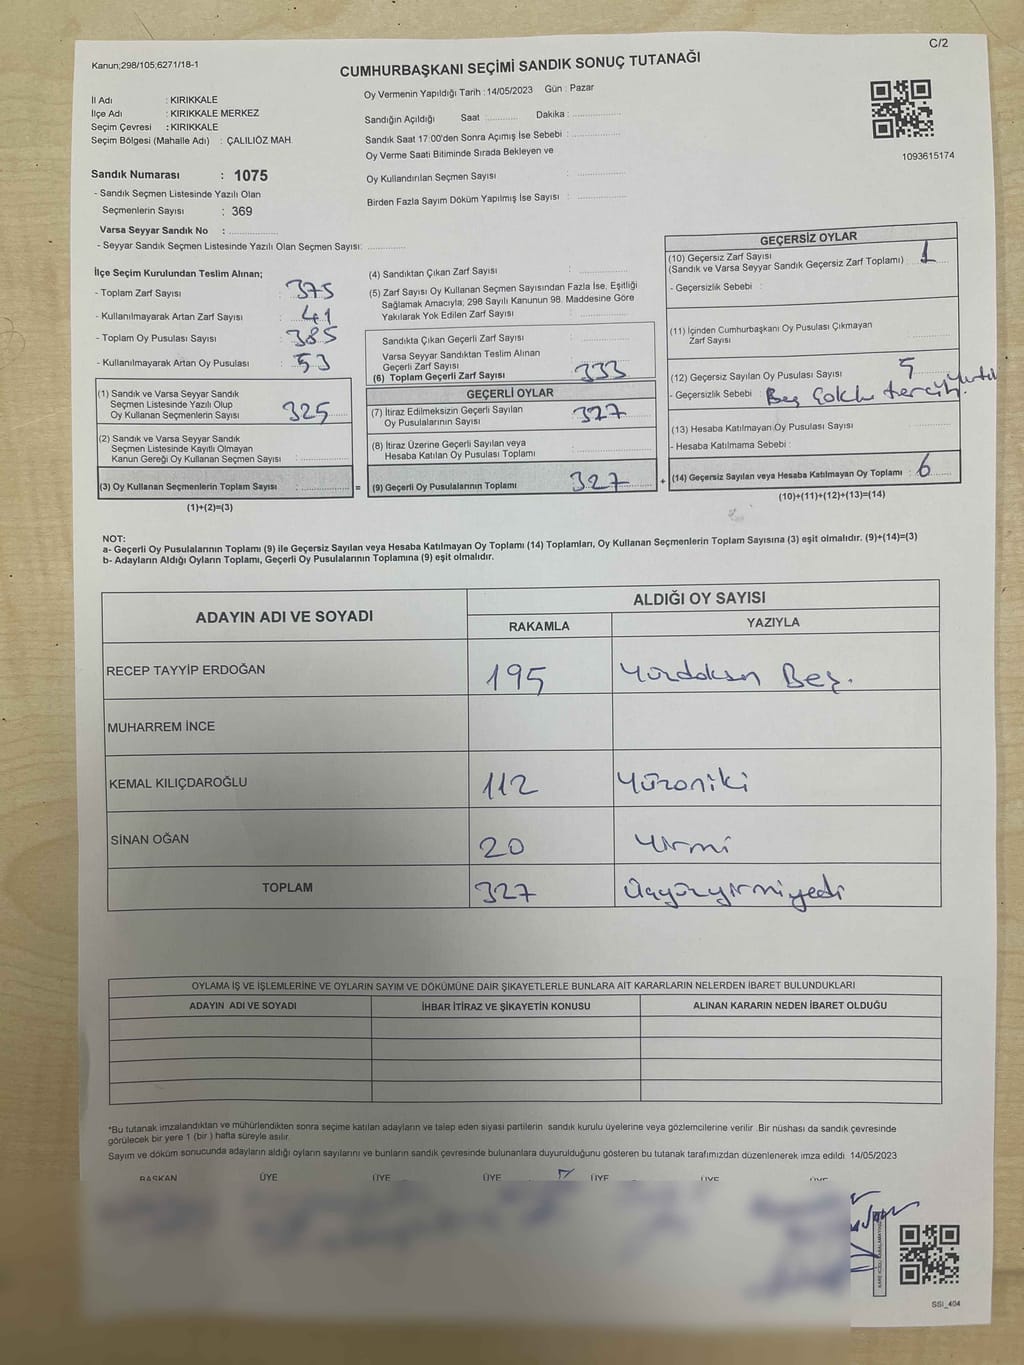 C/2
Kanun;298/105;6271/18-1
CUMHURBAŞKANI SEÇİMİ SANDIK SONUÇ TUTANAĞI
İl Adı : KIRIKKALE
İlçe Adı : KIRIKKALE MERKEZ
Seçim Çevresi : KIRIKKALE
Seçim Bölgesi (Mahalle Adı) : ÇALILIÖZ MAH.
Sandık Numarası : 1075
- Sandık Seçmen Listesinde Yazılı Olan
Seçmenlerin Sayısı : 369
Varsa Seyyar Sandık No : ..............
- Seyyar Sandık Seçmen Listesinde Yazılı Olan Seçmen Sayısı: ............
Oy Vermenin Yapıldığı Tarih : 14/05/2023 Gün : Pazar
Sandığın Açıldığı Saat .......... Dakika : ..............
Sandık Saat 17:00'den Sonra Açımış İse Sebebi : ..............
Oy Verme Saati Bitiminde Sırada Bekleyen ve
Oy Kullandırılan Seçmen Sayısı : ..............
Birden Fazla Sayım Döküm Yapılmış İse Sayısı : ..............
1093615174
İlçe Seçim Kurulundan Teslim Alınan;
- Toplam Zarf Sayısı : 375
- Kullanılmayarak Artan Zarf Sayısı : 41
- Toplam Oy Pusulası Sayısı : 385
- Kullanılmayarak Artan Oy Pusulası : 53
(1) Sandık ve Varsa Seyyar Sandık
Seçmen Listesinde Yazılı Olup
Oy Kullanan Seçmenlerin Sayısı : 325
(2) Sandık ve Varsa Seyyar Sandık
Seçmen Listesinde Kayıtlı Olmayan
Kanun Gereği Oy Kullanan Seçmen Sayısı : ..............
(3) Oy Kullanan Seçmenlerin Toplam Sayısı : .............. =
(1)+(2)=(3)
(4) Sandıktan Çıkan Zarf Sayısı : ..............
(5) Zarf Sayısı Oy Kullanan Seçmen Sayısından Fazla İse, Eşitliği
Sağlamak Amacıyla; 298 Sayılı Kanunun 98. Maddesine Göre
Yakılarak Yok Edilen Zarf Sayısı : ..............
Sandıkta Çıkan Geçerli Zarf Sayısı : ..............
Varsa Seyyar Sandıktan Teslim Alınan
Geçerli Zarf Sayısı : ..............
(6) Toplam Geçerli Zarf Sayısı : 333
GEÇERLİ OYLAR
(7) İtiraz Edilmeksizin Geçerli Sayılan
Oy Pusulalarının Sayısı : 327
(8) İtiraz Üzerine Geçerli Sayılan veya
Hesaba Katılan Oy Pusulası Toplamı : ..............
(9) Geçerli Oy Pusulalarının Toplamı : 327 +
GEÇERSİZ OYLAR
(10) Geçersiz Zarf Sayısı
(Sandık ve Varsa Seyyar Sandık Geçersiz Zarf Toplamı) : 1
- Geçersizlik Sebebi :
(11) İçinden Cumhurbaşkanı Oy Pusulası Çıkmayan
Zarf Sayısı : ..............
(12) Geçersiz Sayılan Oy Pusulası Sayısı : 5
- Geçersizlik Sebebi : Beş Çoklu tercih.
(13) Hesaba Katılmayan Oy Pusulası Sayısı : ..............
- Hesaba Katılmama Sebebi :
(14) Geçersiz Sayılan veya Hesaba Katılmayan Oy Toplamı : 6
(10)+(11)+(12)+(13)=(14)
NOT:
a- Geçerli Oy Pusulalarının Toplamı (9) ile Geçersiz Sayılan veya Hesaba Katılmayan Oy Toplamı (14) Toplamları, Oy Kullanan Seçmenlerin Toplam Sayısına (3) eşit olmalıdır. (9)+(14)=(3)
b- Adayların Aldığı Oyların Toplamı, Geçerli Oy Pusulalarının Toplamına (9) eşit olmalıdır.
ADAYIN ADI VE SOYADI ALDIĞI OY SAYISI
RAKAMLA YAZIYLA
RECEP TAYYİP ERDOĞAN 195 Yüzdoksan Beş.
MUHARREM İNCE
KEMAL KILIÇDAROĞLU 112 Yüzoniki
SİNAN OĞAN 20 Yirmi
TOPLAM 327 Üçyüzyirmiyedi
OYLAMA İŞ VE İŞLEMLERİNE VE OYLARIN SAYIM VE DÖKÜMÜNE DAİR ŞİKAYETLERLE BUNLARA AİT KARARLARIN NELERDEN İBARET BULUNDUKLARI
ADAYIN ADI VE SOYADI İHBAR İTİRAZ VE ŞİKAYETİN KONUSU ALINAN KARARIN NEDEN İBARET OLDUĞU
*Bu tutanak imzalandıktan ve mühürlendikten sonra seçime katılan adayların ve talep eden siyasi partilerin sandık kurulu üyelerine veya gözlemcilerine verilir .Bir nüshası da sandık çevresinde
görülecek bir yere 1 (bir ) hafta süreyle asılır.
Sayım ve döküm sonucunda adayların aldığı oyların sayılarını ve bunların sandık çevresinde bulunanlara duyurulduğunu gösteren bu tutanak tarafımızdan düzenlenerek imza edildi. 14/05/2023
BAŞKAN ÜYE ÜYE ÜYE ÜYE ÜYE ÜYE
SSI_404